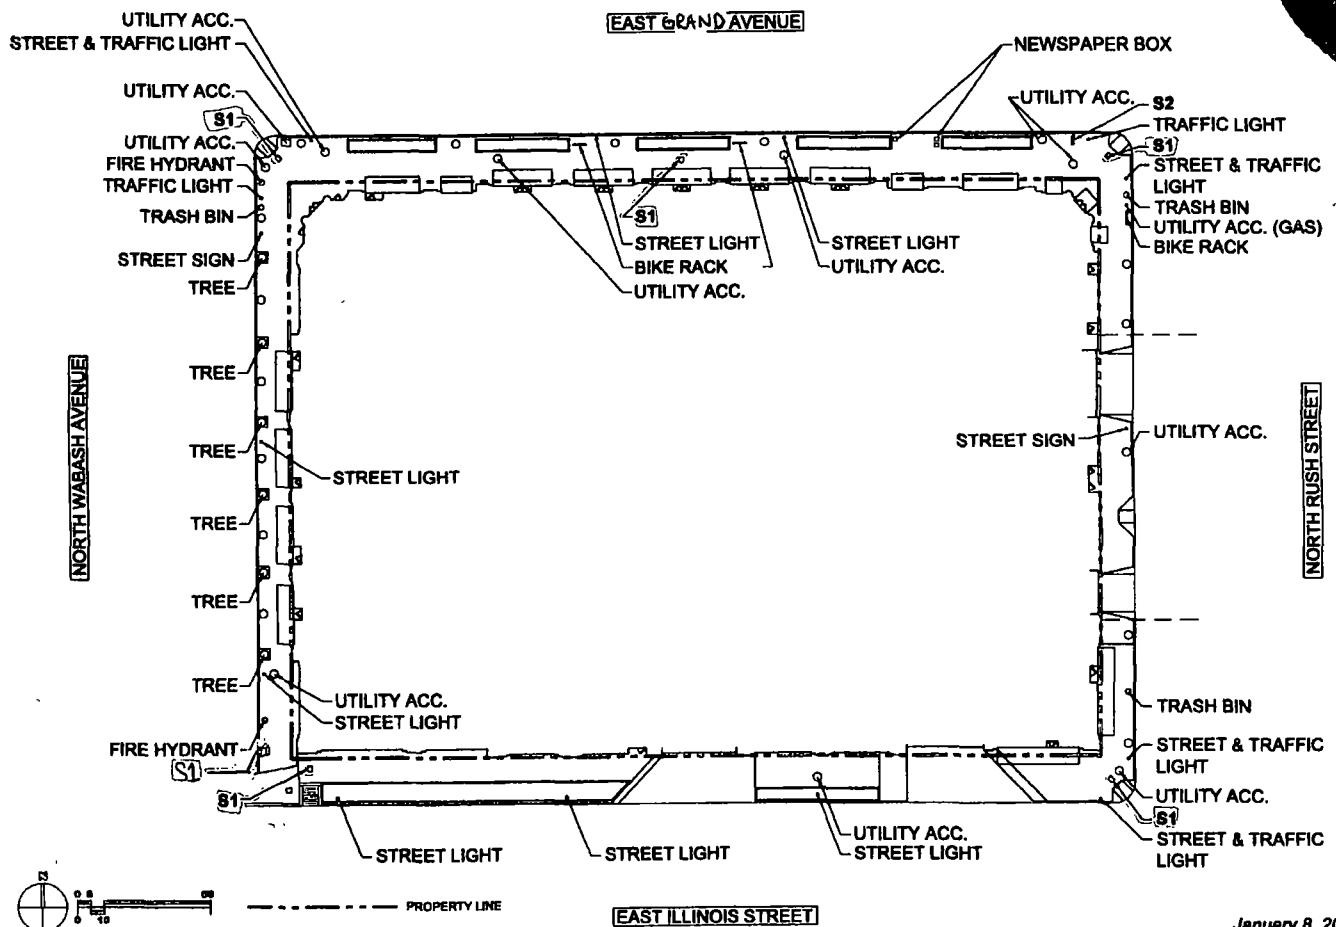 EAST GRAND AVENUE
UTILITY ACC.
STREET & TRAFFIC LIGHT
UTILITY ACC.
S1
UTILITY ACC.
FIRE HYDRANT
TRAFFIC LIGHT
TRASH BIN
STREET SIGN
TREE
TREE
TREE
TREE
TREE
TREE
FIRE HYDRANT
S1
S1
NORTH WABASH AVENUE
NEWSPAPER BOX
UTILITY ACC.
S2
TRAFFIC LIGHT
S1
STREET & TRAFFIC
LIGHT
TRASH BIN
UTILITY ACC. (GAS)
BIKE RACK
S1
STREET LIGHT
BIKE RACK
UTILITY ACC.
STREET LIGHT
UTILITY ACC.
STREET LIGHT
STREET SIGN
UTILITY ACC.
NORTH RUSH STREET
UTILITY ACC.
STREET LIGHT
TRASH BIN
STREET & TRAFFIC
LIGHT
UTILITY ACC.
S1
STREET & TRAFFIC
LIGHT
STREET LIGHT
STREET LIGHT
UTILITY ACC.
STREET LIGHT
PROPERTY LINE
EAST ILLINOIS STREET
January 8, 20